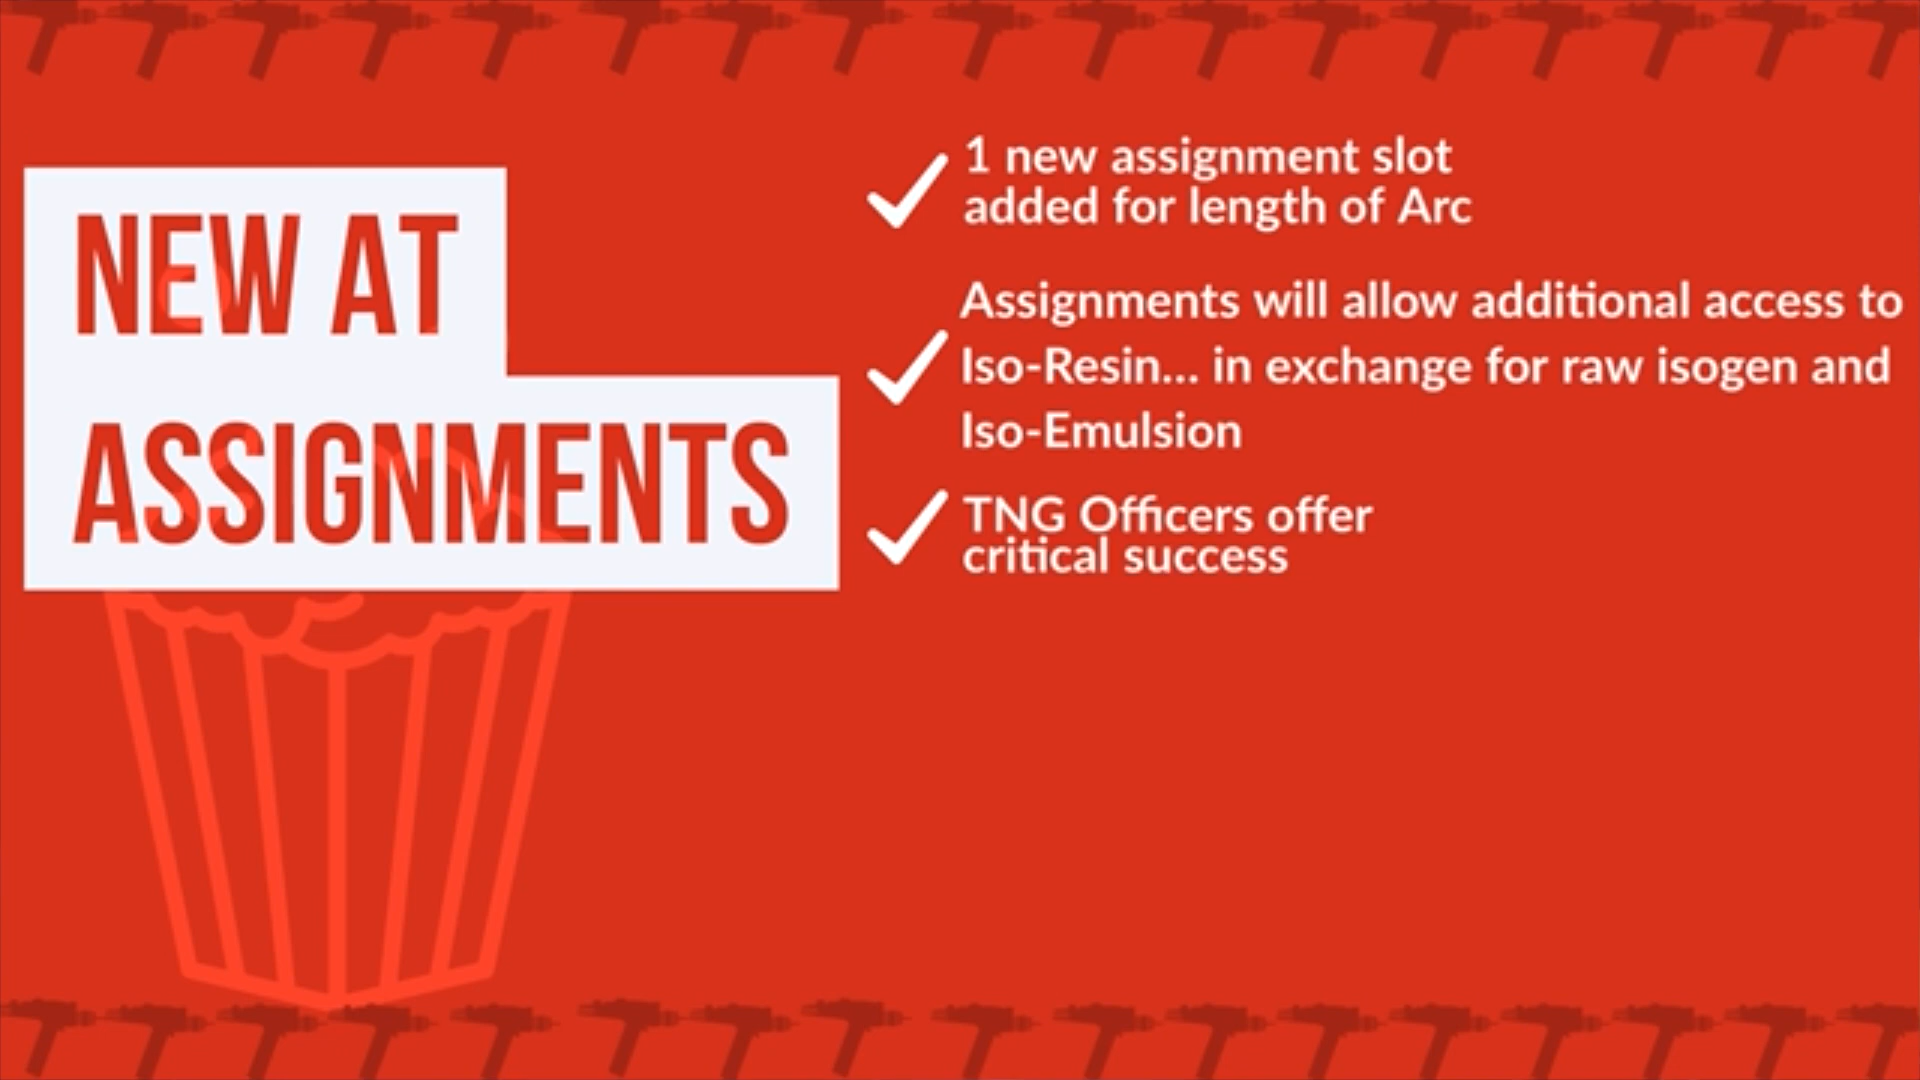 NEW AT
ASSIGNMENTS
1 new assignment slot
added for length of Arc
Assignments will allow additional access to
Iso-Resin... in exchange for raw isogen and
Iso-Emulsion
TNG Officers offer
critical success